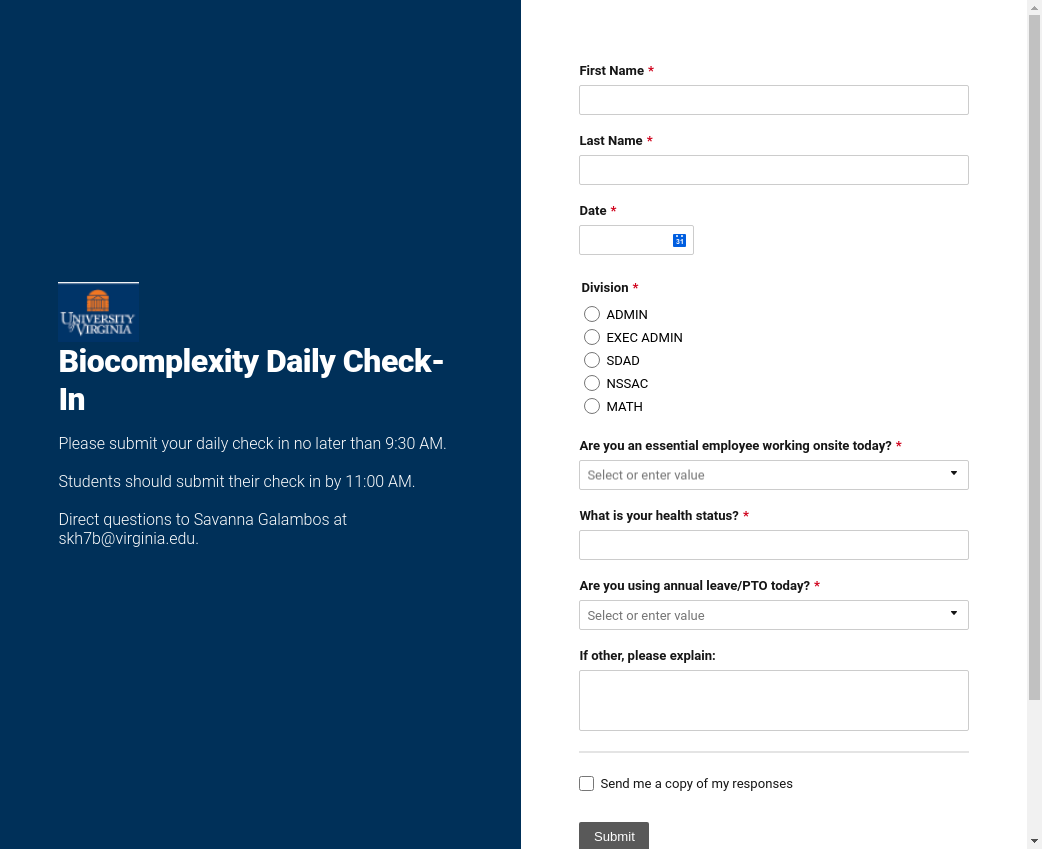 UNIVERSITY
of VIRGINIA
Biocomplexity Daily Check-
In
Please submit your daily check in no later than 9:30 AM.
Students should submit their check in by 11:00 AM.
Direct questions to Savanna Galambos at
skh7b@virginia.edu.
First Name *
Last Name *
Date *
31
Division *
ADMIN
EXEC ADMIN
SDAD
NSSAC
MATH
Are you an essential employee working onsite today? *
Select or enter value
What is your health status? *
Are you using annual leave/PTO today? *
Select or enter value
If other, please explain:
Send me a copy of my responses
Submit